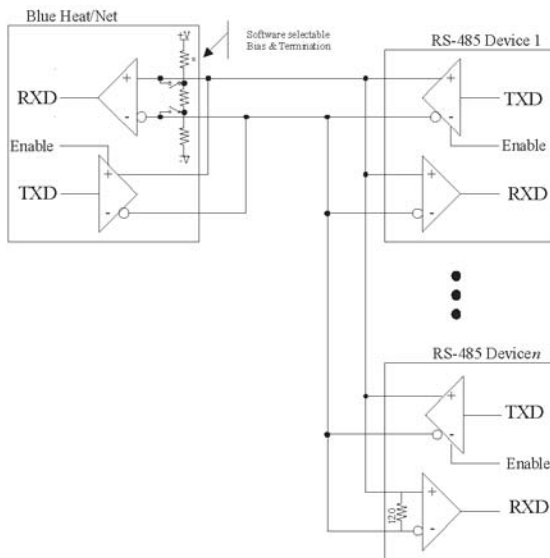 Blue Heat/Net
Software selectable
Bias & Termination
RS-485 Device 1
+V
+
-
RXD
Enable
TXD
+
-
-V
+
-
TXD
Enable
+
-
RXD
RS-485 Device n
+
-
TXD
Enable
120
+
-
RXD